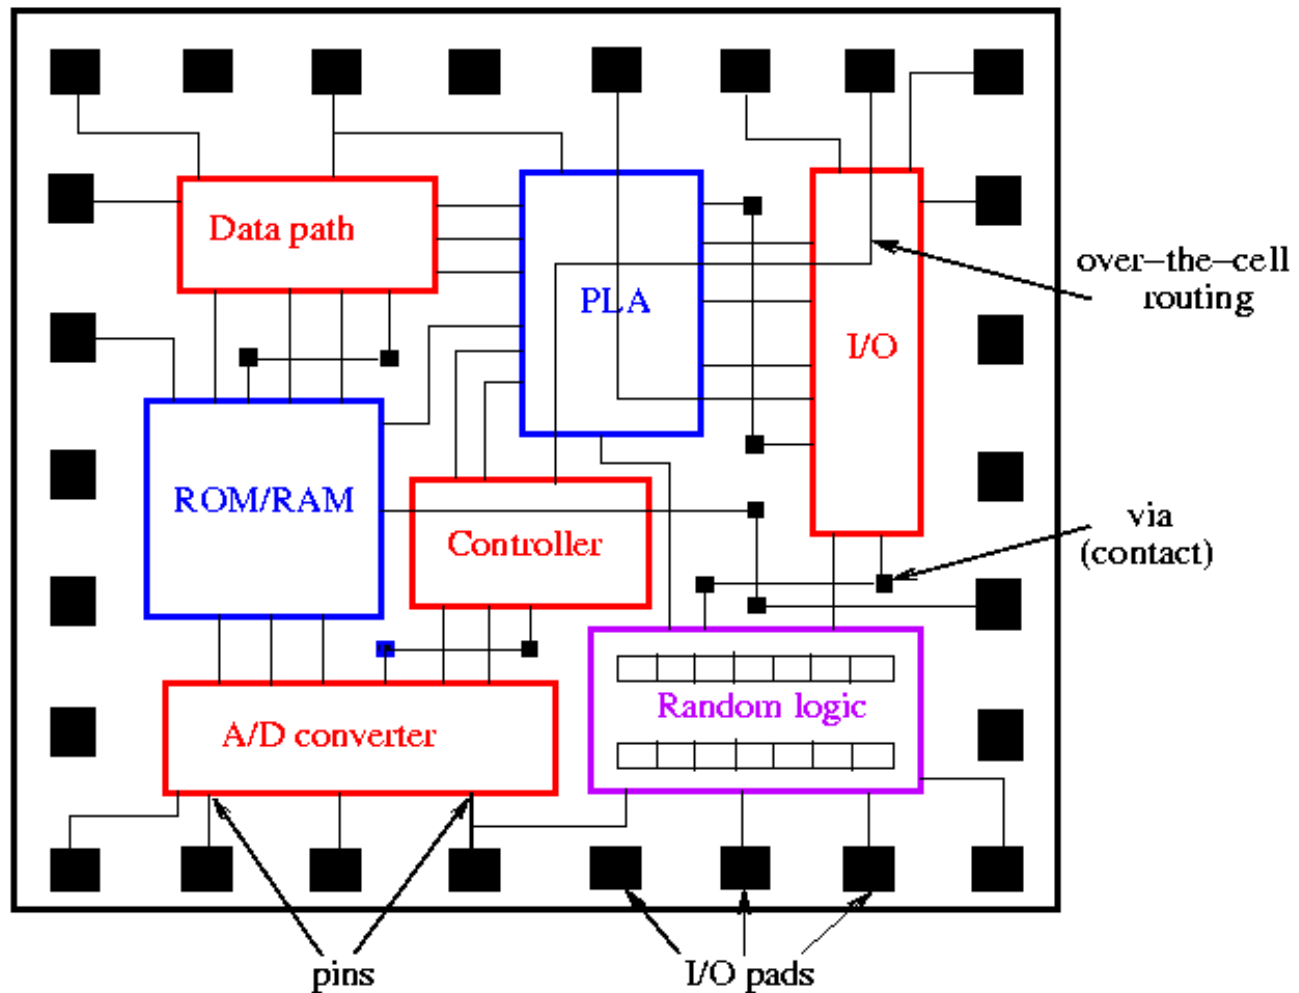 Data path
over-the-cell
routing
PLA
I/O
ROM/RAM
via
(contact)
Controller
Random logic
A/D converter
pins
I/O pads